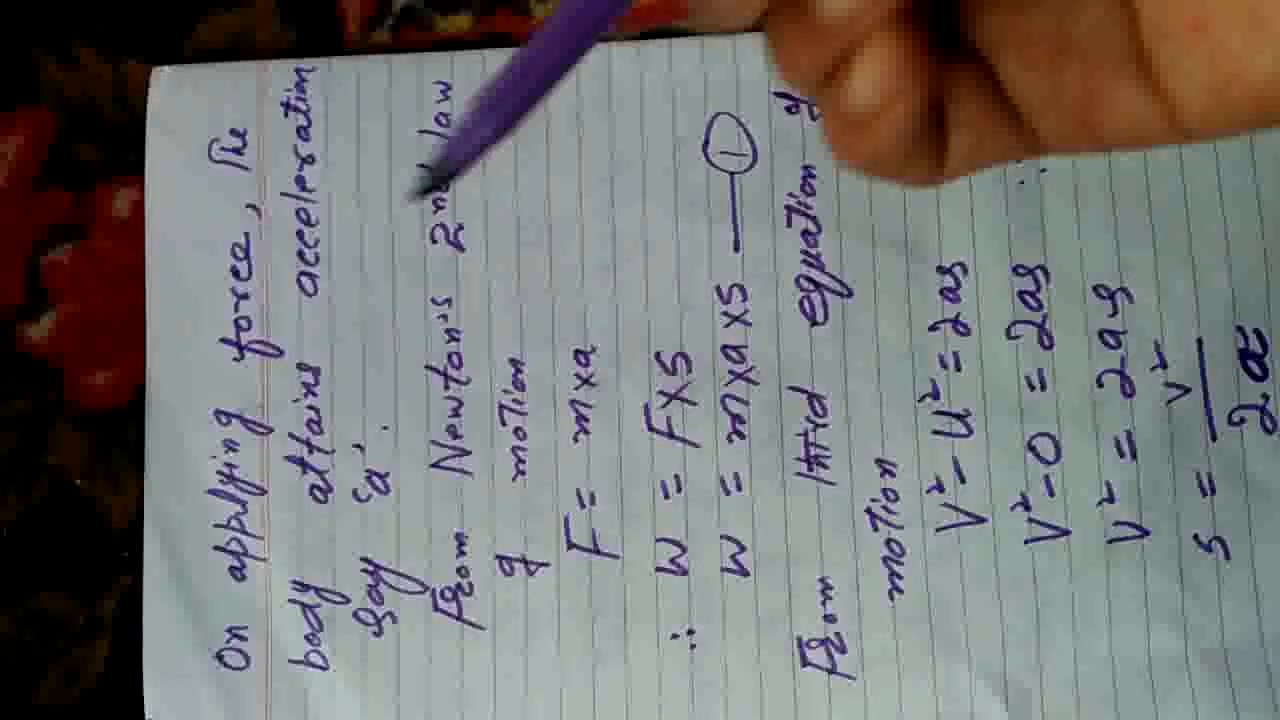 On applying force, The
body attains acceleration
say 'a'.
From Newton's 2nd law
of motion
F = m×a
∴ W = F×S
W = m×a×s — ①
From third equation of
motion
V² - U² = 2as
V² - 0 = 2as
V² = 2as
s = V² / 2a